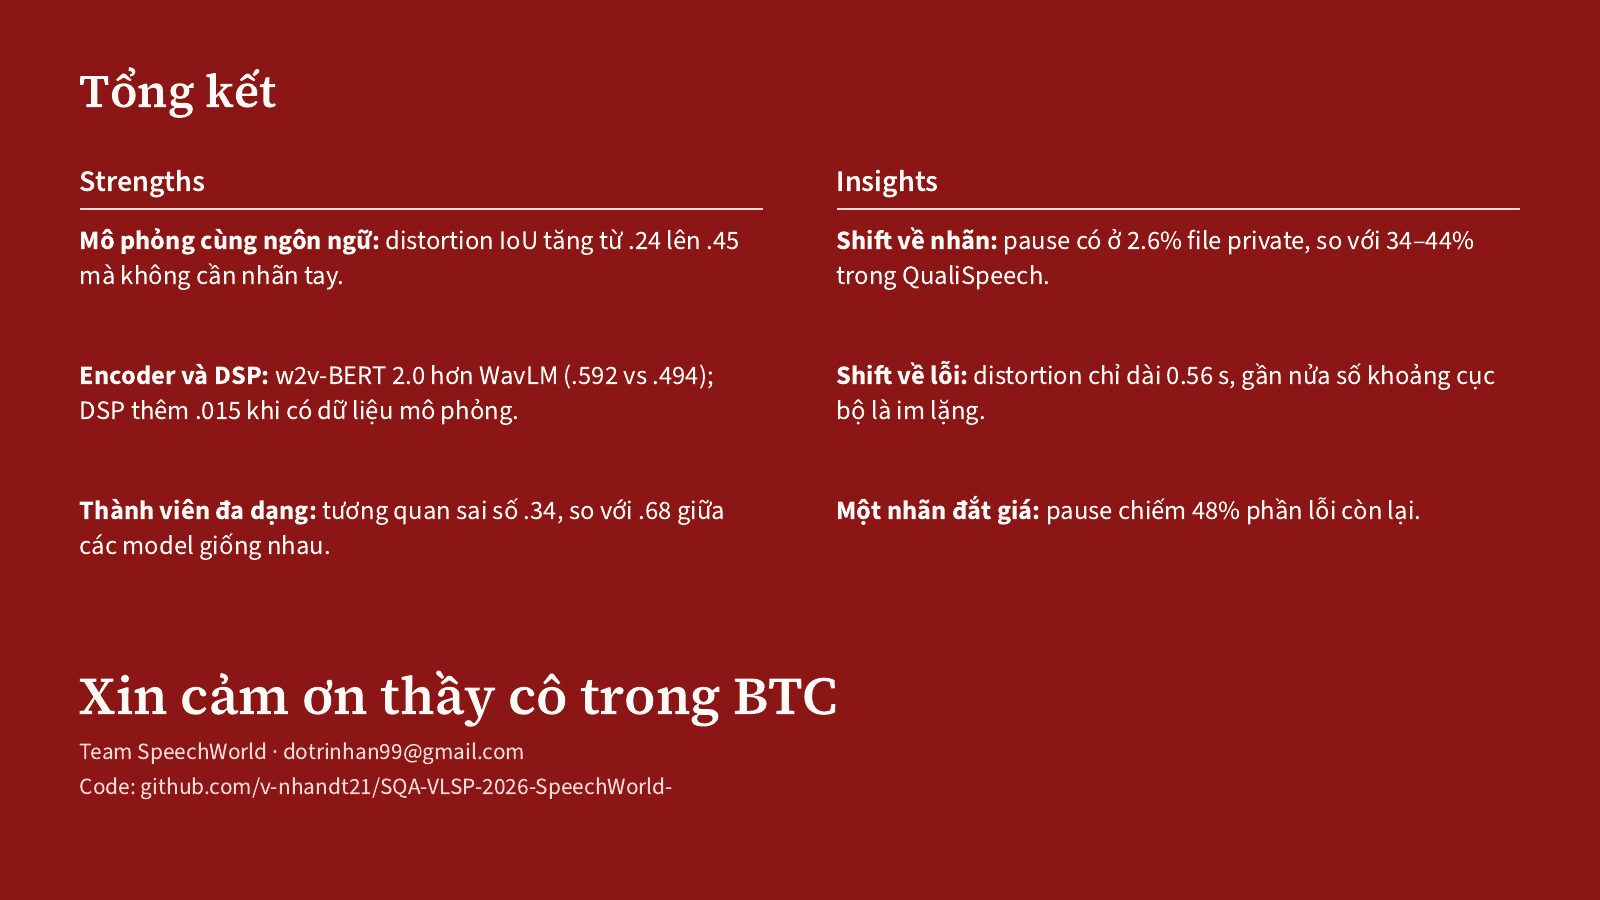 Tổng kết
Strengths
Mô phỏng cùng ngôn ngữ: distortion IoU tăng từ .24 lên .45
mà không cần nhãn tay.
Encoder và DSP: w2v-BERT 2.0 hơn WavLM (.592 vs .494);
DSP thêm .015 khi có dữ liệu mô phỏng.
Thành viên đa dạng: tương quan sai số .34, so với .68 giữa
các model giống nhau.
Insights
Shift về nhãn: pause có ở 2.6% file private, so với 34–44%
trong QualiSpeech.
Shift về lỗi: distortion chỉ dài 0.56 s, gần nửa số khoảng cục
bộ là im lặng.
Một nhãn đắt giá: pause chiếm 48% phần lỗi còn lại.
Xin cảm ơn thầy cô trong BTC
Team SpeechWorld · dotrinhan99@gmail.com
Code: github.com/v-nhandt21/SQA-VLSP-2026-SpeechWorld-